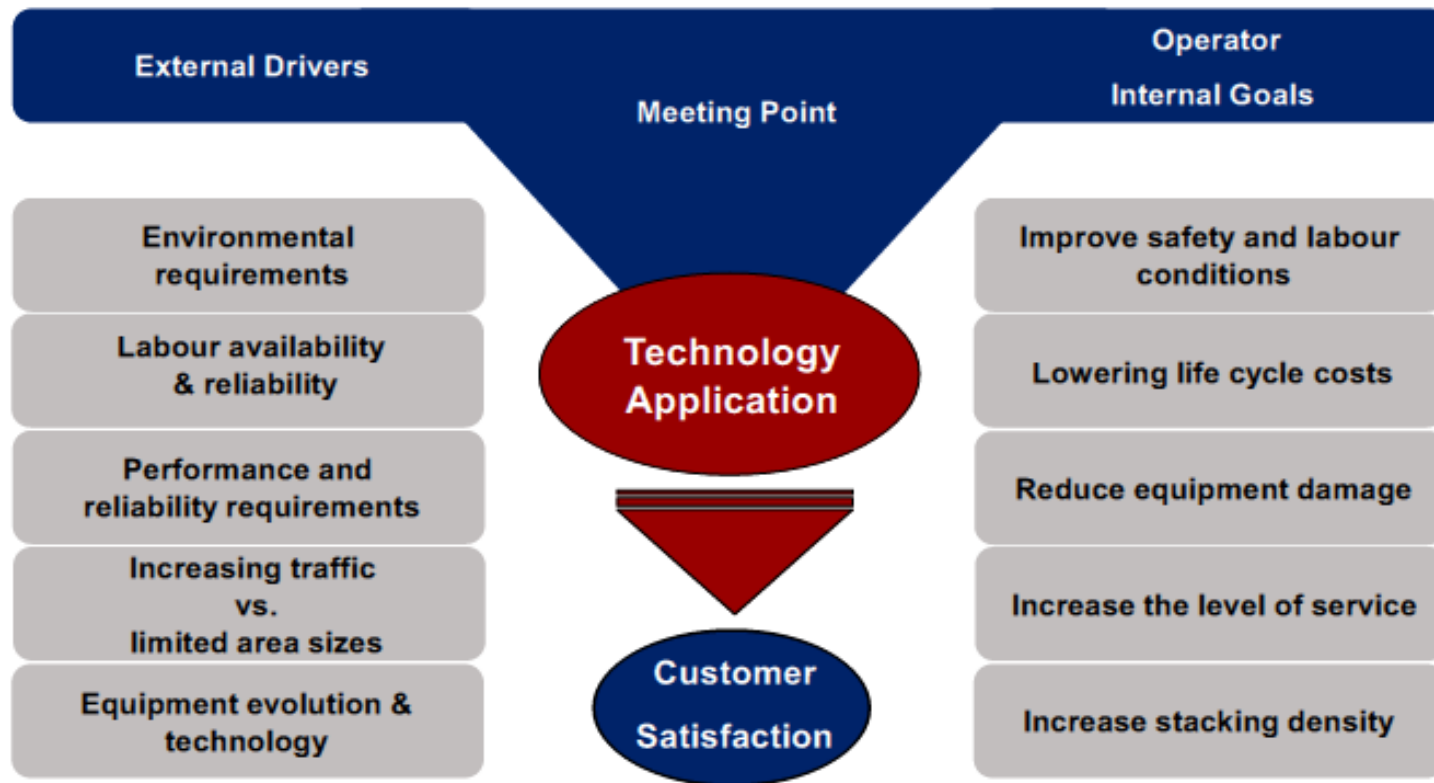 External Drivers
Meeting Point
Operator
Internal Goals
Environmental
requirements
Labour availability
& reliability
Performance and
reliability requirements
Increasing traffic
vs.
limited area sizes
Equipment evolution &
technology
Technology
Application
Customer
Satisfaction
Improve safety and labour
conditions
Lowering life cycle costs
Reduce equipment damage
Increase the level of service
Increase stacking density